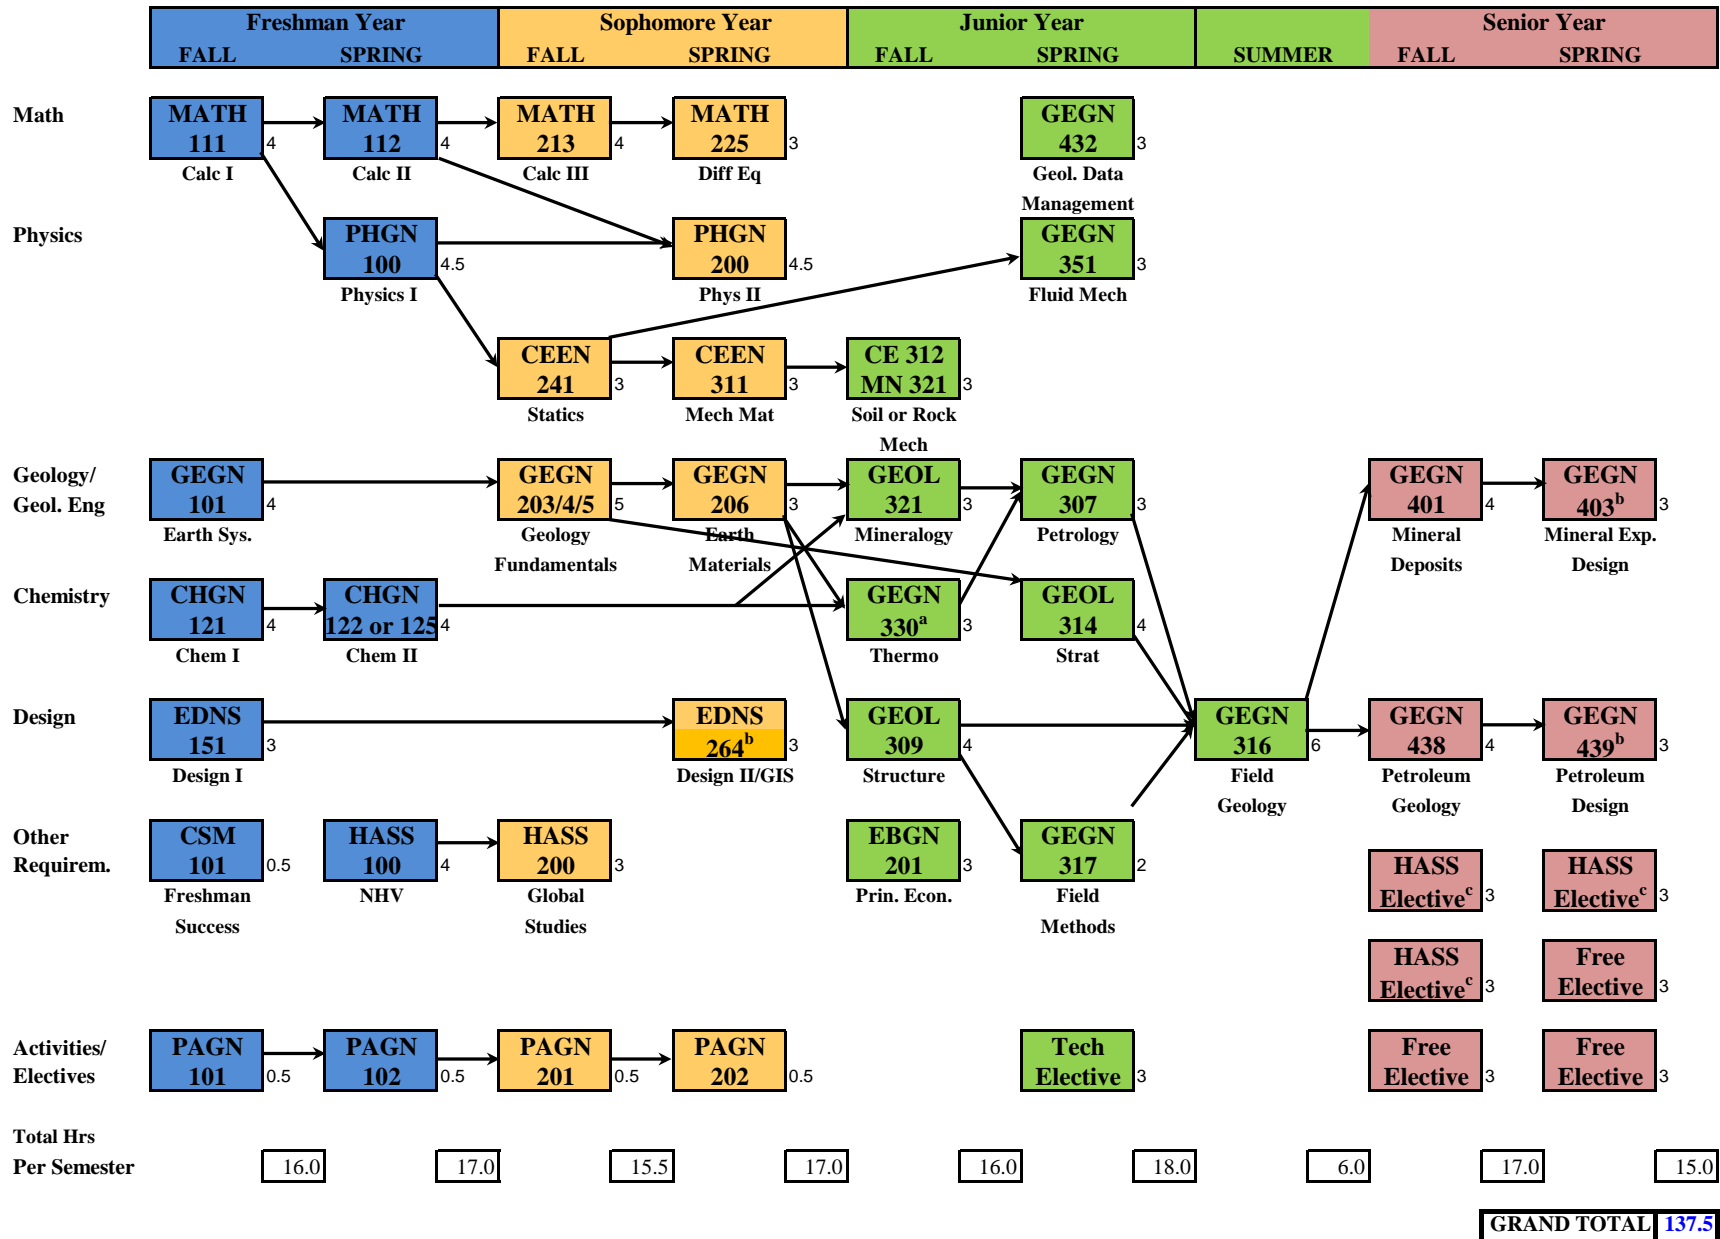 Freshman Year Sophomore Year Junior Year Senior Year
FALL SPRING FALL SPRING FALL SPRING SUMMER FALL SPRING
Math
MATH MATH MATH MATH GEGN
111 4 112 4 213 4 225 3 432 3
Calc I Calc II Calc III Diff Eq Geol. Data
Management
Physics
PHGN PHGN GEGN
100 4.5 200 4.5 351 3
Physics I Phys II Fluid Mech
CEEN CEEN CE 312
241 3 311 3 MN 321 3
Statics Mech Mat Soil or Rock
Mech
Geology/ GEGN GEGN GEGN GEOL GEGN GEGN GEGN
Geol. Eng 101 4 203/4/5 5 206 3 321 3 307 3 401 4 403b 3
Earth Sys. Geology Earth Mineralogy Petrology Mineral Mineral Exp.
Fundamentals Materials Deposits Design
Chemistry CHGN CHGN GEGN GEOL
121 4 122 or 125 4 330a 3 314 4
Chem I Chem II Thermo Strat
Design EDNS EDNS GEOL GEGN GEGN GEGN
151 3 264b 3 309 4 316 6 438 4 439b 3
Design I Design II/GIS Structure Field Petroleum Petroleum
Geology Geology Design
Other CSM HASS HASS EBGN GEGN
Requirem. 101 0.5 100 4 200 3 201 3 317 2
Freshman NHV Global Prin. Econ. Field
Success Studies Methods
HASS HASS
Electivec 3 Electivec 3
HASS Free
Electivec 3 Elective 3
Activities/ PAGN PAGN PAGN PAGN Tech Free Free
Electives 101 0.5 102 0.5 201 0.5 202 0.5 Elective 3 Elective 3 Elective 3
Total Hrs
Per Semester 16.0 17.0 15.5 17.0 16.0 18.0 6.0 17.0 15.0
GRAND TOTAL 137.5